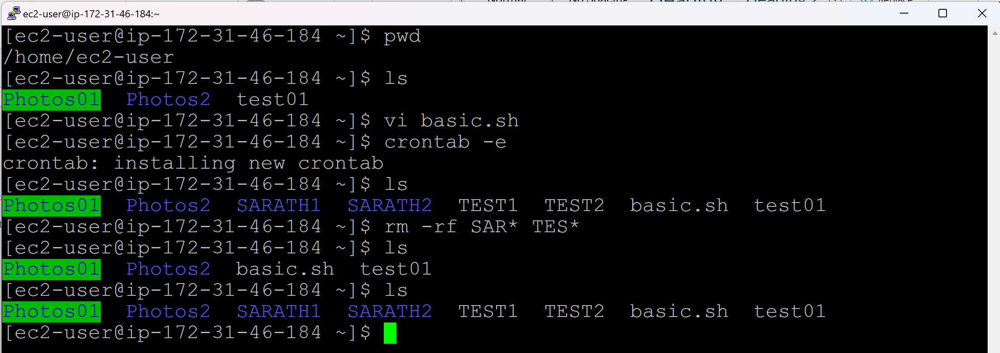 ec2-user@ip-172-31-46-184:~
[ec2-user@ip-172-31-46-184 ~]$ pwd
/home/ec2-user
[ec2-user@ip-172-31-46-184 ~]$ ls
Photos01  Photos2  test01
[ec2-user@ip-172-31-46-184 ~]$ vi basic.sh
[ec2-user@ip-172-31-46-184 ~]$ crontab -e
crontab: installing new crontab
[ec2-user@ip-172-31-46-184 ~]$ ls
Photos01  Photos2  SARATH1  SARATH2  TEST1  TEST2  basic.sh  test01
[ec2-user@ip-172-31-46-184 ~]$ rm -rf SAR* TES*
[ec2-user@ip-172-31-46-184 ~]$ ls
Photos01  Photos2  basic.sh  test01
[ec2-user@ip-172-31-46-184 ~]$ ls
Photos01  Photos2  SARATH1  SARATH2  TEST1  TEST2  basic.sh  test01
[ec2-user@ip-172-31-46-184 ~]$